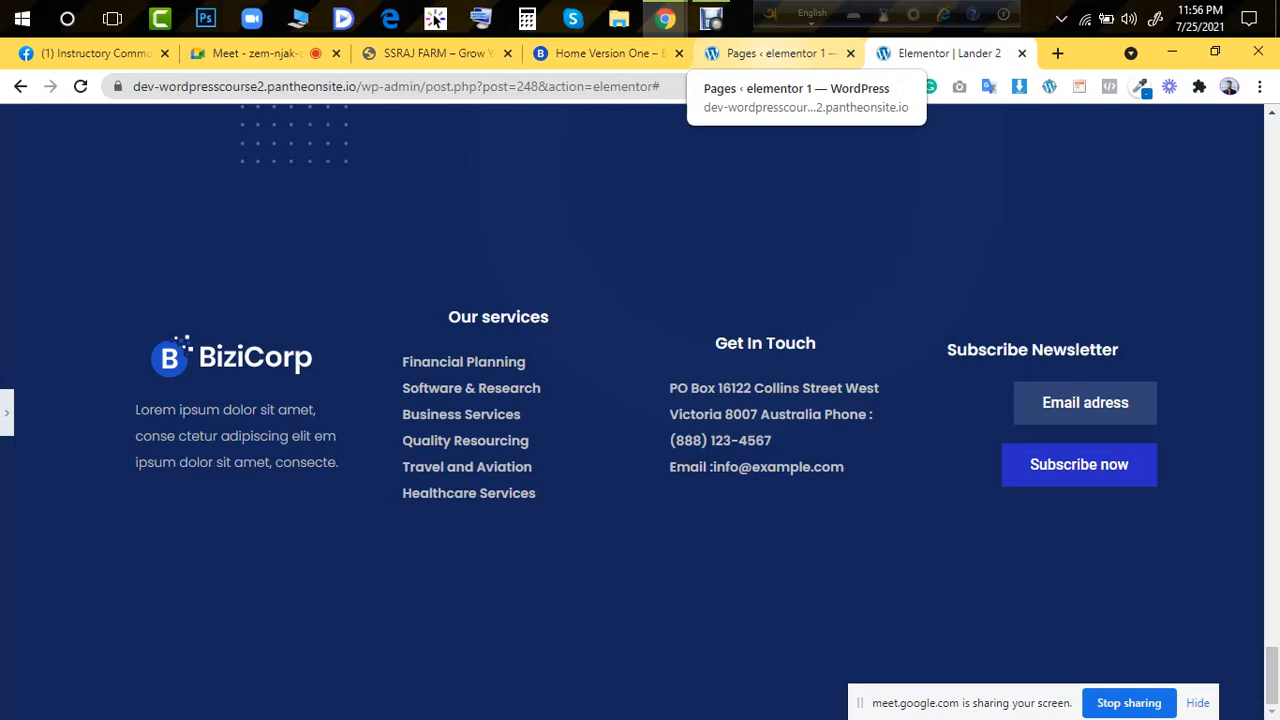 English
11:56 PM
7/25/2021
(1) Instructory Commu
Meet - zem-njak-c
SSRAJ FARM – Grow Y
Home Version One – B
Pages ‹ elementor 1 —
Elementor | Lander 2
dev-wordpresscourse2.pantheonsite.io/wp-admin/post.php?post=248&action=elementor#
Pages ‹ elementor 1 — WordPress
dev-wordpresscour...2.pantheonsite.io
B BiziCorp
Lorem ipsum dolor sit amet,
conse ctetur adipiscing elit em
ipsum dolor sit amet, consecte.
Our services
Financial Planning
Software & Research
Business Services
Quality Resourcing
Travel and Aviation
Healthcare Services
Get In Touch
PO Box 16122 Collins Street West
Victoria 8007 Australia Phone :
(888) 123-4567
Email :info@example.com
Subscribe Newsletter
Email adress
Subscribe now
meet.google.com is sharing your screen.
Stop sharing
Hide